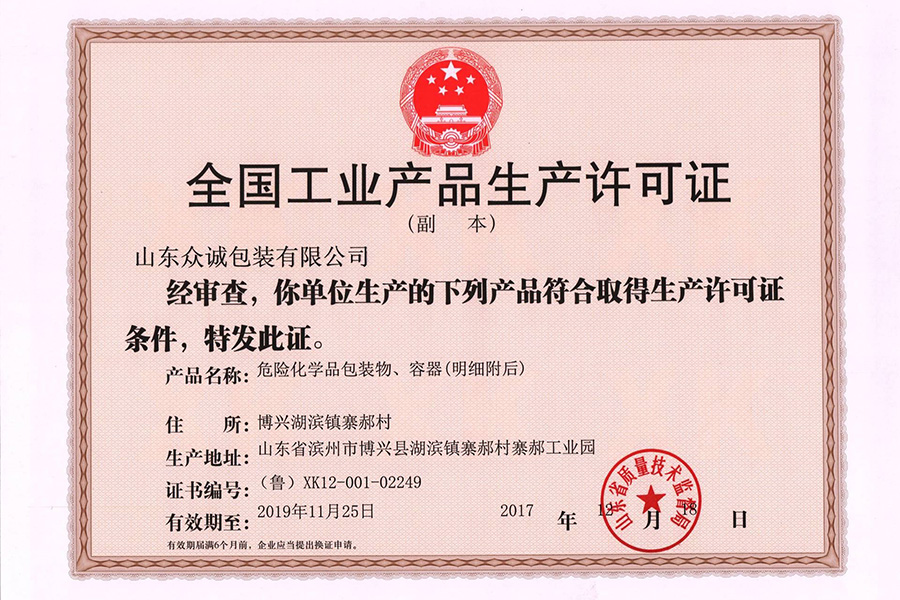 全国工业产品生产许可证
(副 本)
山东众诚包装有限公司
经审查，你单位生产的下列产品符合取得生产许可证
条件，特发此证。
产品名称：危险化学品包装物、容器(明细附后)
住 所：博兴湖滨镇寨郝村
生产地址：山东省滨州市博兴县湖滨镇寨郝村寨郝工业园
证书编号：（鲁）XK12-001-02249
有效期至：2019年11月25日
2017 年 12 月 18 日
山东省质量技术监督局
有效期届满6个月前，企业应当提出换证申请。